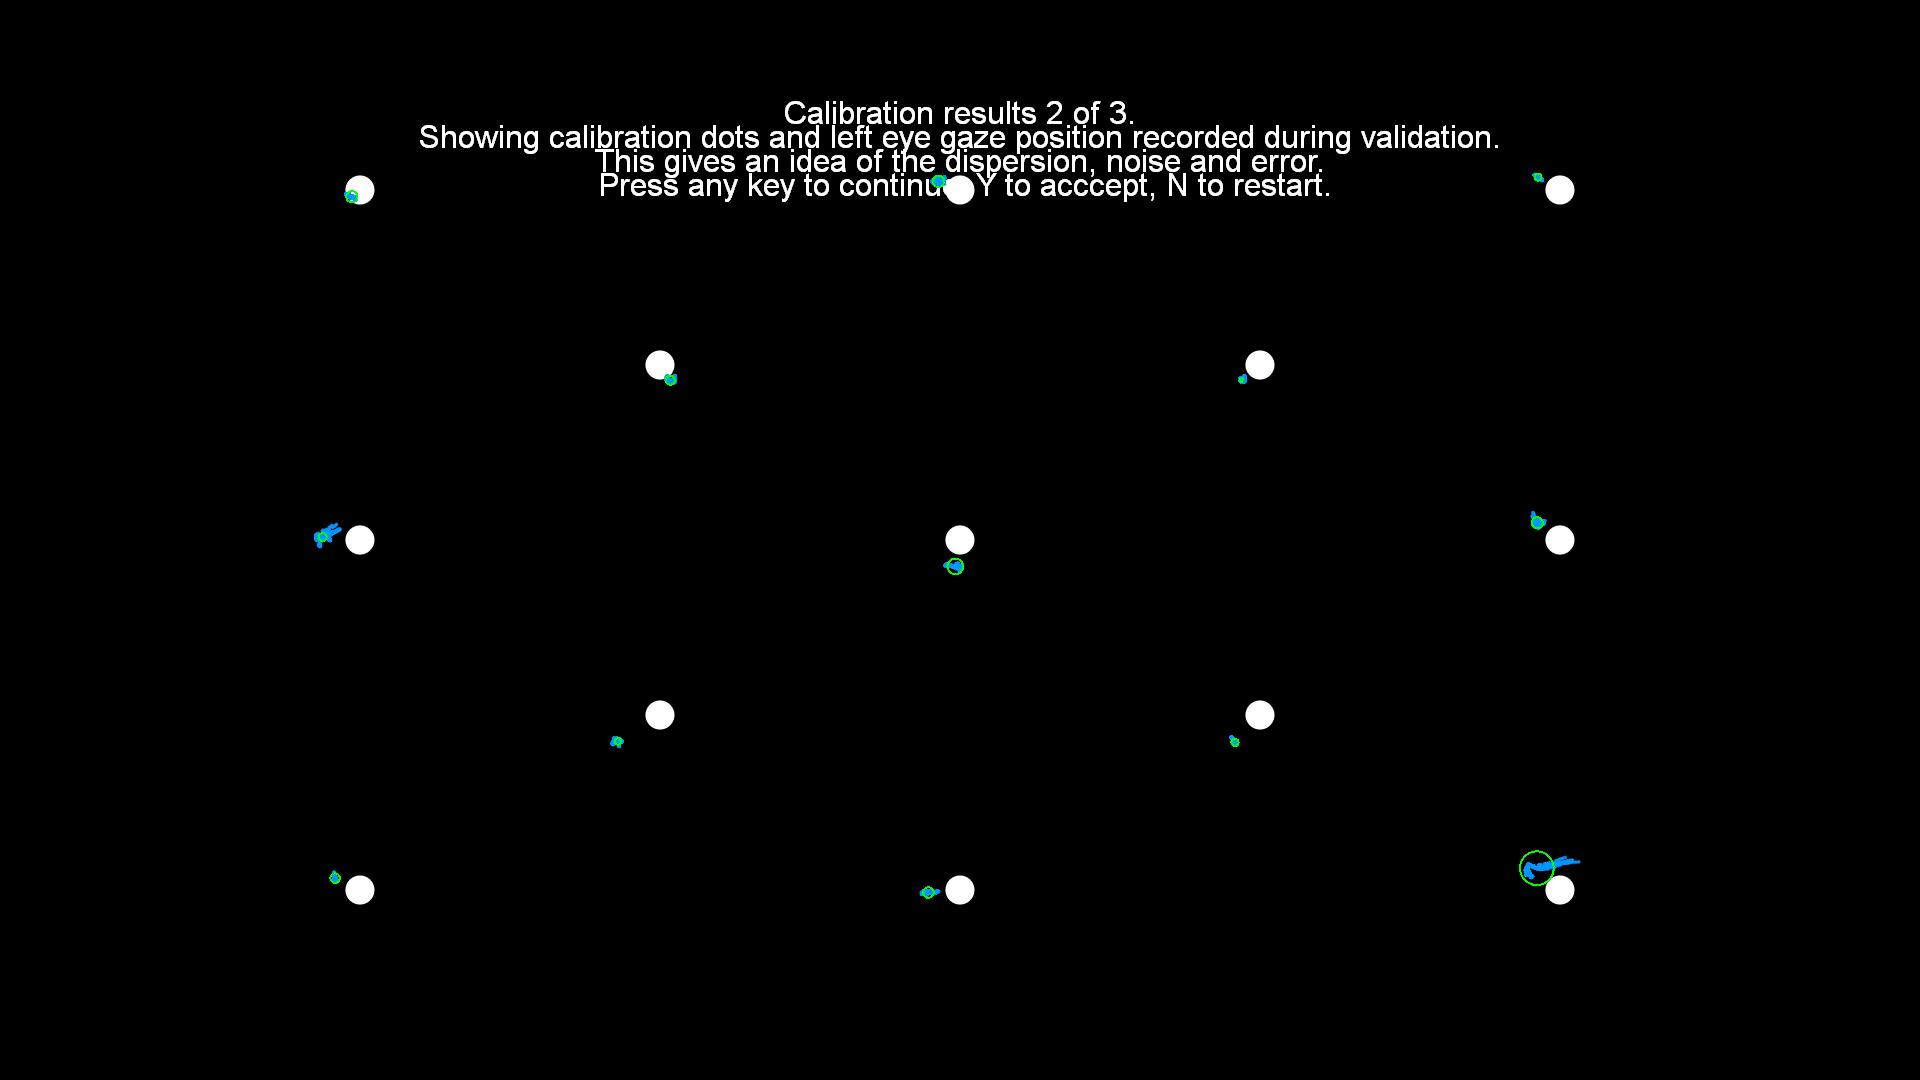 Calibration results 2 of 3.
Showing calibration dots and left eye gaze position recorded during validation.
This gives an idea of the dispersion, noise and error.
Press any key to continue, Y to acccept, N to restart.